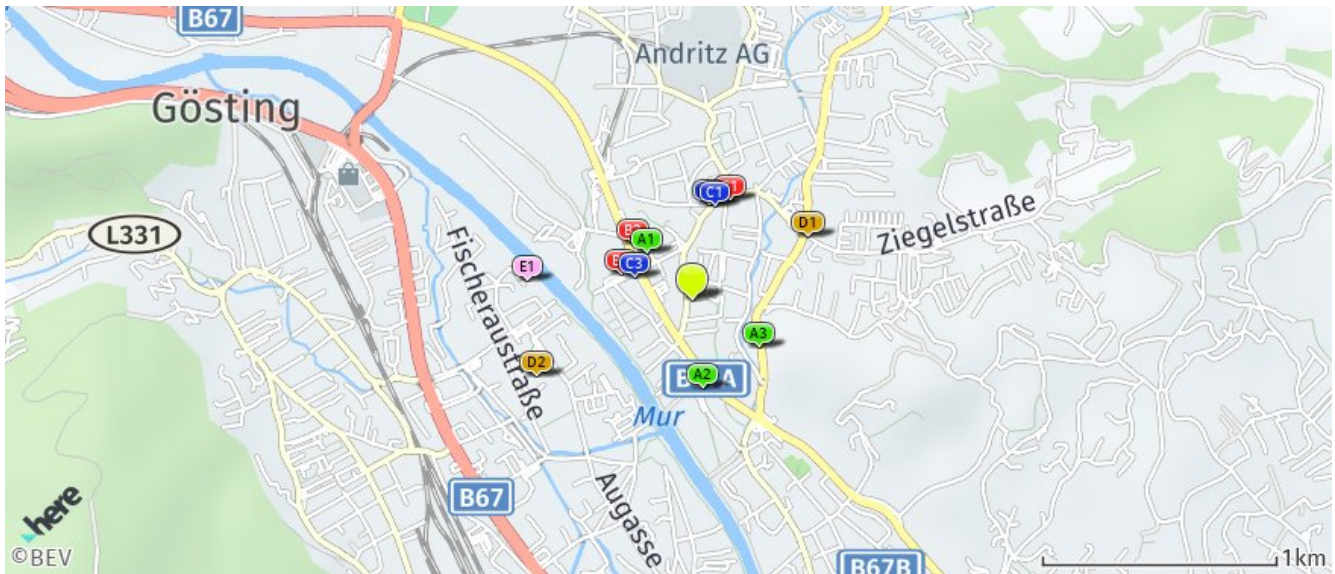 B67
Andritz AG
Gösting
C1
D1
L331
Ziegelstraße
A1
Fischeraustraße
E1
C3
A3
D2
A2
Mur
B67
Augasse
here
©BEV
B67B
1km